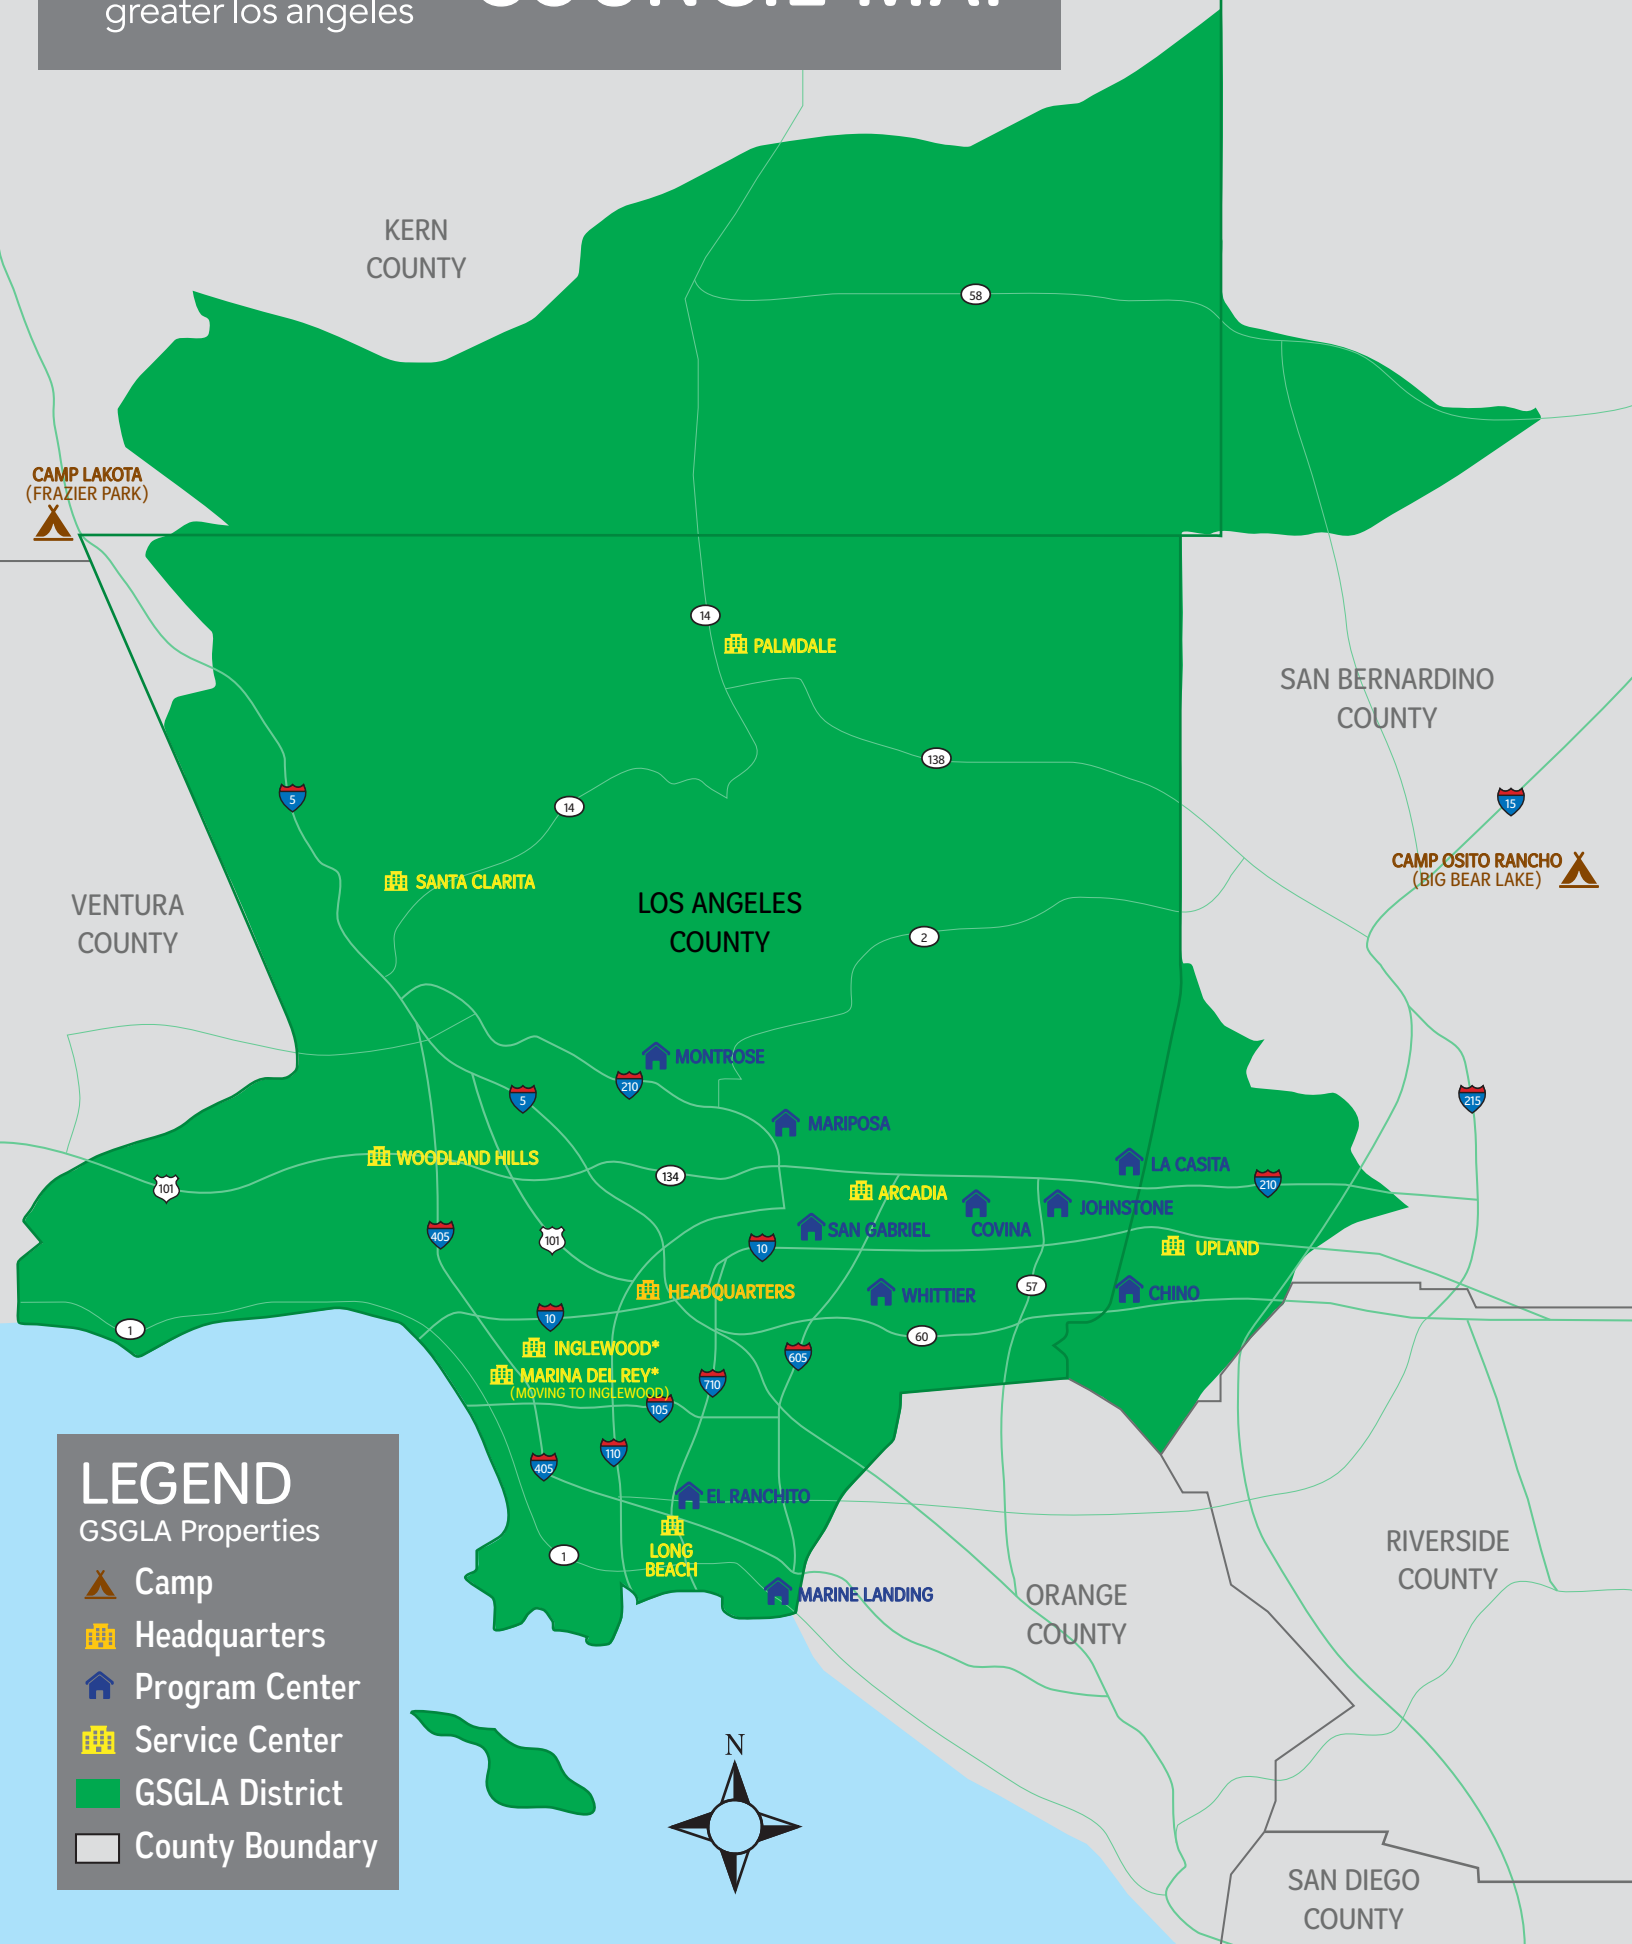 greater los angeles
COUNCIL MAP
KERN
COUNTY
58
CAMP LAKOTA
(FRAZIER PARK)
14
PALMDALE
SAN BERNARDINO
COUNTY
138
5
14
15
CAMP OSITO RANCHO
(BIG BEAR LAKE)
SANTA CLARITA
VENTURA
COUNTY
LOS ANGELES
COUNTY
2
MONTROSE
210
5
215
MARIPOSA
WOODLAND HILLS
134
LA CASITA
101
ARCADIA
210
JOHNSTONE
SAN GABRIEL
COVINA
405
101
10
UPLAND
HEADQUARTERS
WHITTIER
57
CHINO
10
1
60
INGLEWOOD*
605
MARINA DEL REY*
(MOVING TO INGLEWOOD)
710
105
110
405
EL RANCHITO
LONG
BEACH
1
MARINE LANDING
ORANGE
COUNTY
RIVERSIDE
COUNTY
SAN DIEGO
COUNTY
N
LEGEND
GSGLA Properties
Camp
Headquarters
Program Center
Service Center
GSGLA District
County Boundary